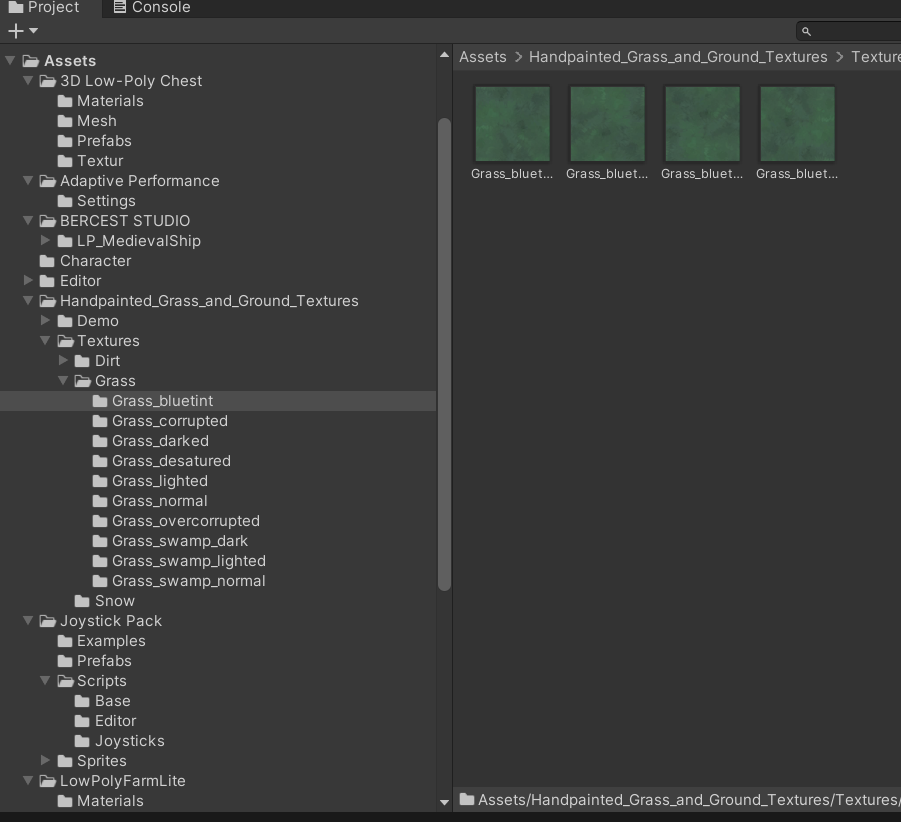 Project
Console
Assets
3D Low-Poly Chest
Materials
Mesh
Prefabs
Textur
Adaptive Performance
Settings
BERCEST STUDIO
LP_MedievalShip
Character
Editor
Handpainted_Grass_and_Ground_Textures
Demo
Textures
Dirt
Grass
Grass_bluetint
Grass_corrupted
Grass_darked
Grass_desatured
Grass_lighted
Grass_normal
Grass_overcorrupted
Grass_swamp_dark
Grass_swamp_lighted
Grass_swamp_normal
Snow
Joystick Pack
Examples
Prefabs
Scripts
Base
Editor
Joysticks
Sprites
LowPolyFarmLite
Materials
Assets > Handpainted_Grass_and_Ground_Textures > Texture
Grass_bluet...
Grass_bluet...
Grass_bluet...
Grass_bluet...
Assets/Handpainted_Grass_and_Ground_Textures/Textures/